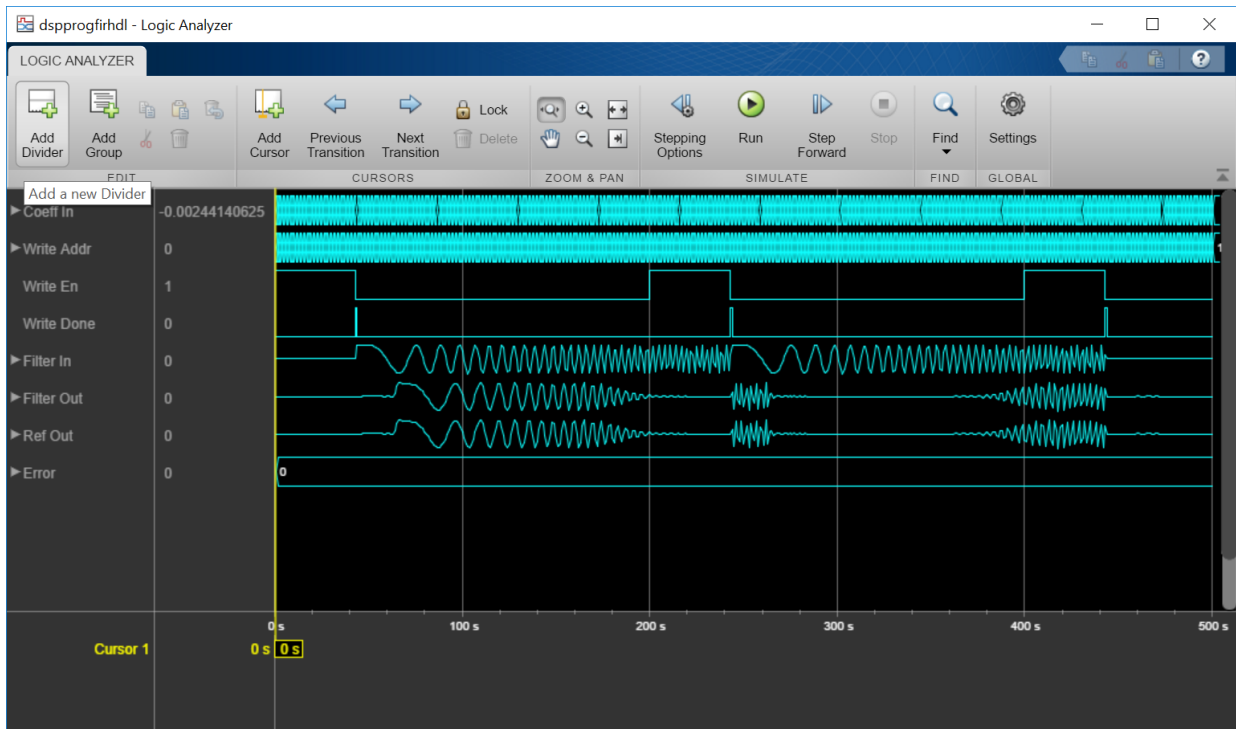 dspprogfirhdl - Logic Analyzer
LOGIC ANALYZER
Add Divider
Add Group
Add Cursor
Previous Transition
Next Transition
Lock
Delete
Stepping Options
Run
Step Forward
Stop
Find
Settings
EDIT
CURSORS
ZOOM & PAN
SIMULATE
FIND
GLOBAL
Add a new Divider
Coeff In -0.00244140625
Write Addr 0 1
Write En 1
Write Done 0
Filter In 0
Filter Out 0
Ref Out 0
Error 0 0
0 s 100 s 200 s 300 s 400 s 500 s
Cursor 1 0 s 0 s